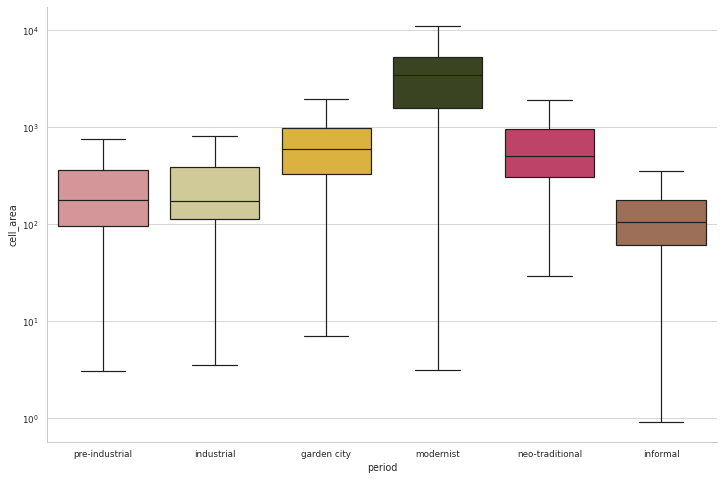 10⁴
10³
10²
10¹
10⁰
cell_area
pre-industrial industrial garden city modernist neo-traditional informal
period